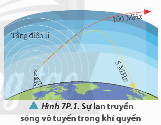 100 MHz
Tầng điện li
5 MHz
▲ Hình 7P.1. Sự lan truyền
sóng vô tuyến trong khí quyển